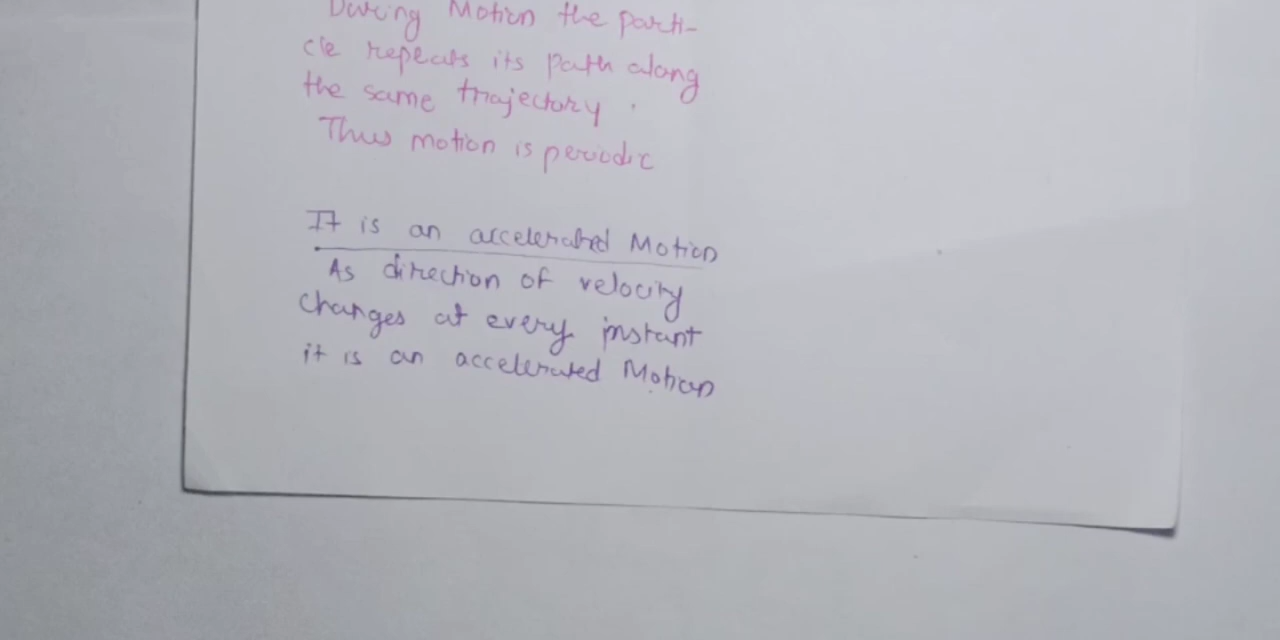 During Motion the parti-
cle repeats its path along
the same trajectory.
Thus motion is periodic
It is an accelerated Motion
As direction of velocity
changes at every instant
it is an accelerated Motion